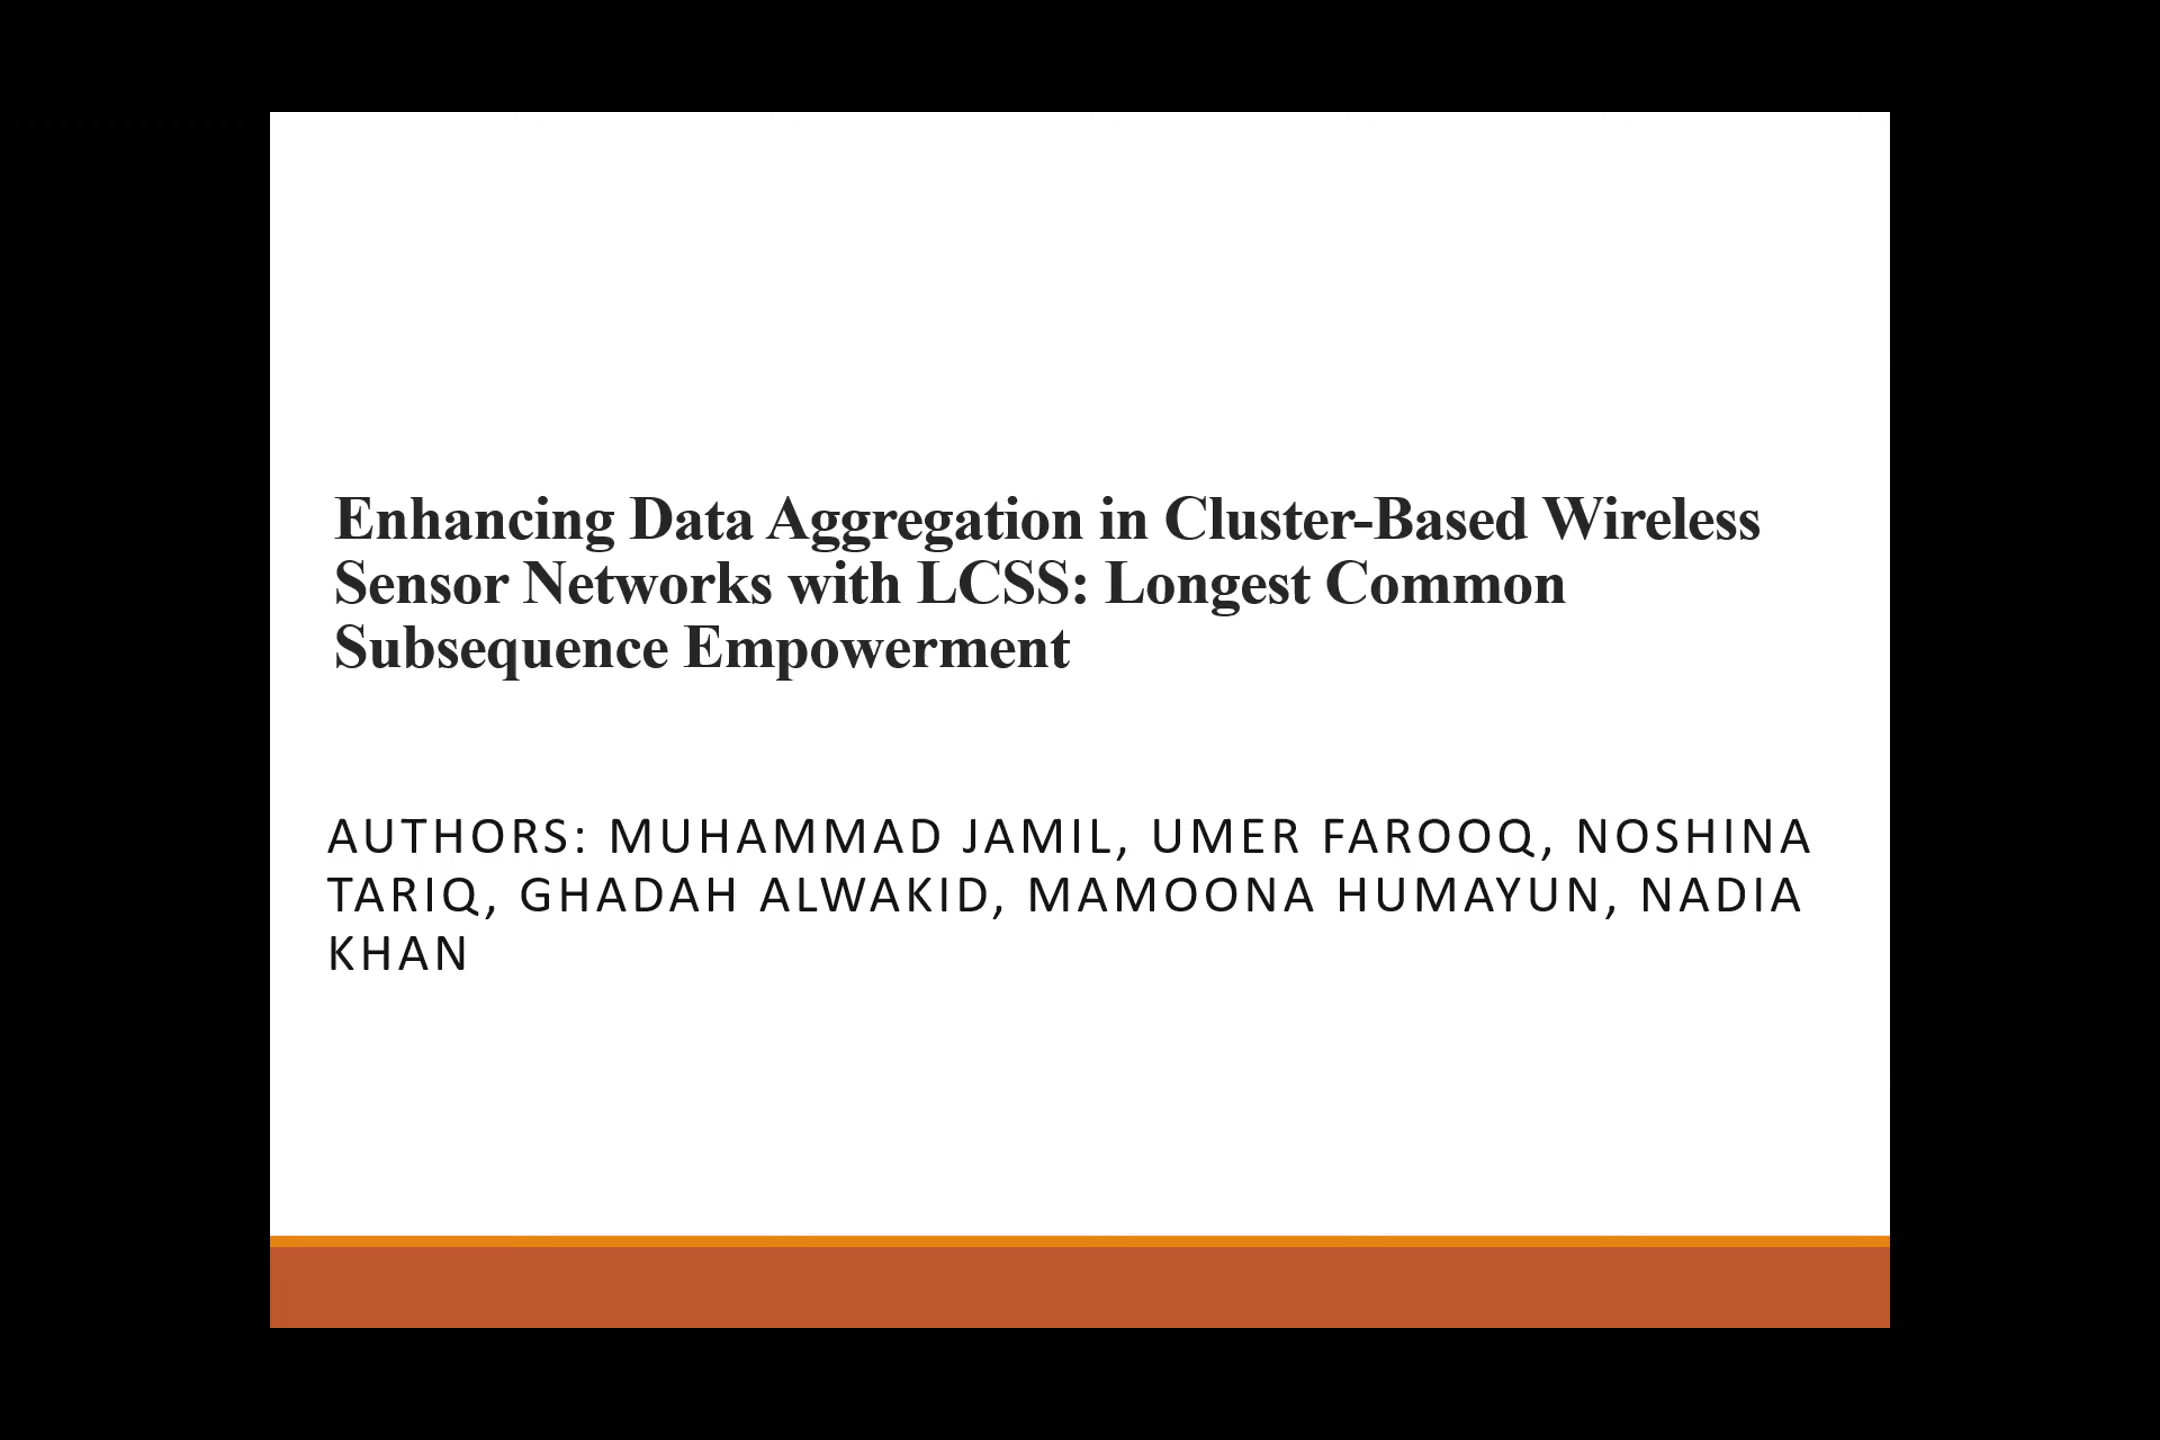 Enhancing Data Aggregation in Cluster-Based Wireless
Sensor Networks with LCSS: Longest Common
Subsequence Empowerment
AUTHORS: MUHAMMAD JAMIL, UMER FAROOQ, NOSHINA
TARIQ, GHADAH ALWAKID, MAMOONA HUMAYUN, NADIA
KHAN